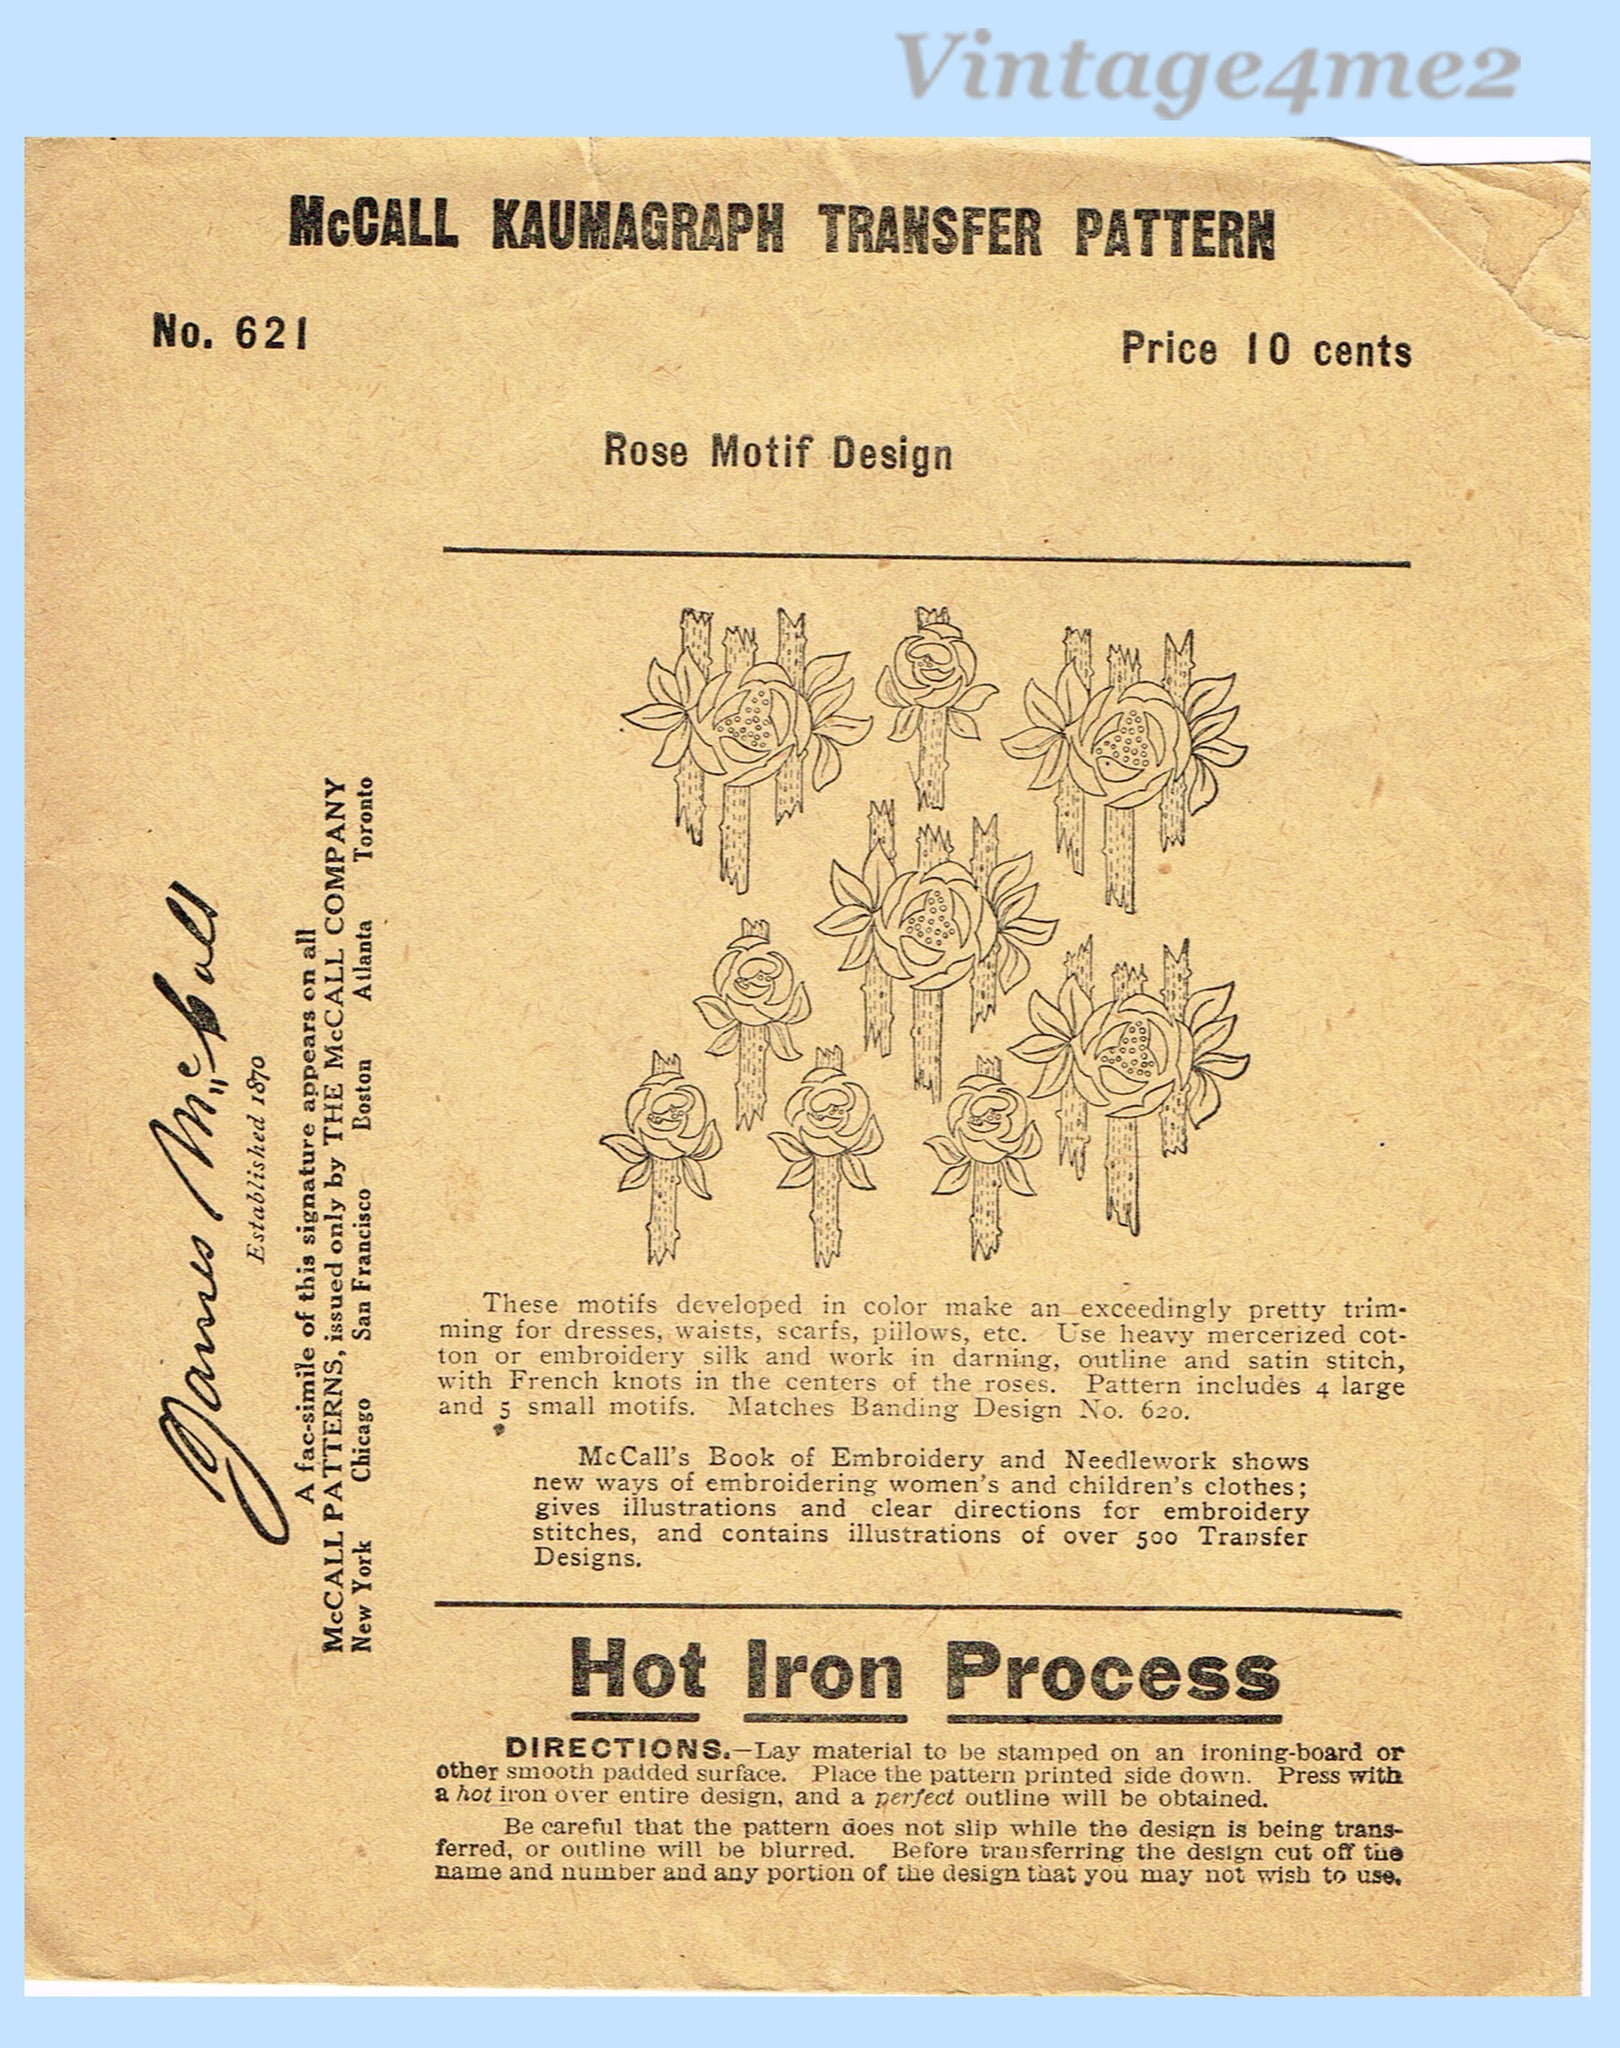 Vintage4me2
McCALL KAUMAGRAPH TRANSFER PATTERN
No. 621
Price 10 cents
Rose Motif Design
James McCall
Established 1870
A fac-simile of this signature appears on all
McCALL PATTERNS, issued only by THE McCALL COMPANY
New York Chicago San Francisco Boston Atlanta Toronto
These motifs developed in color make an exceedingly pretty trim-
ming for dresses, waists, scarfs, pillows, etc. Use heavy mercerized cot-
ton or embroidery silk and work in darning, outline and satin stitch,
with French knots in the centers of the roses. Pattern includes 4 large
and 5 small motifs. Matches Banding Design No. 620.
McCall's Book of Embroidery and Needlework shows
new ways of embroidering women's and children's clothes;
gives illustrations and clear directions for embroidery
stitches, and contains illustrations of over 500 Transfer
Designs.
Hot Iron Process
DIRECTIONS.—Lay material to be stamped on an ironing-board or
other smooth padded surface. Place the pattern printed side down. Press with
a hot iron over entire design, and a perfect outline will be obtained.
Be careful that the pattern does not slip while the design is being trans-
ferred, or outline will be blurred. Before transferring the design cut off the
name and number and any portion of the design that you may not wish to use.